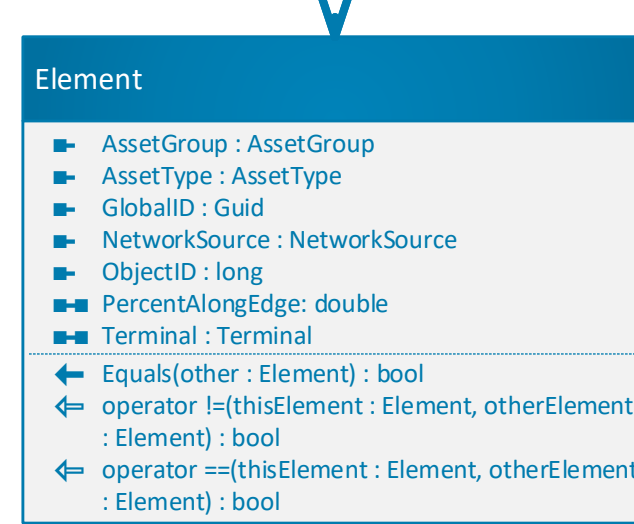 Element
AssetGroup : AssetGroup
AssetType : AssetType
GlobalID : Guid
NetworkSource : NetworkSource
ObjectID : long
PercentAlongEdge: double
Terminal : Terminal
Equals(other : Element) : bool
operator !=(thisElement : Element, otherElement
: Element) : bool
operator ==(thisElement : Element, otherElement
: Element) : bool